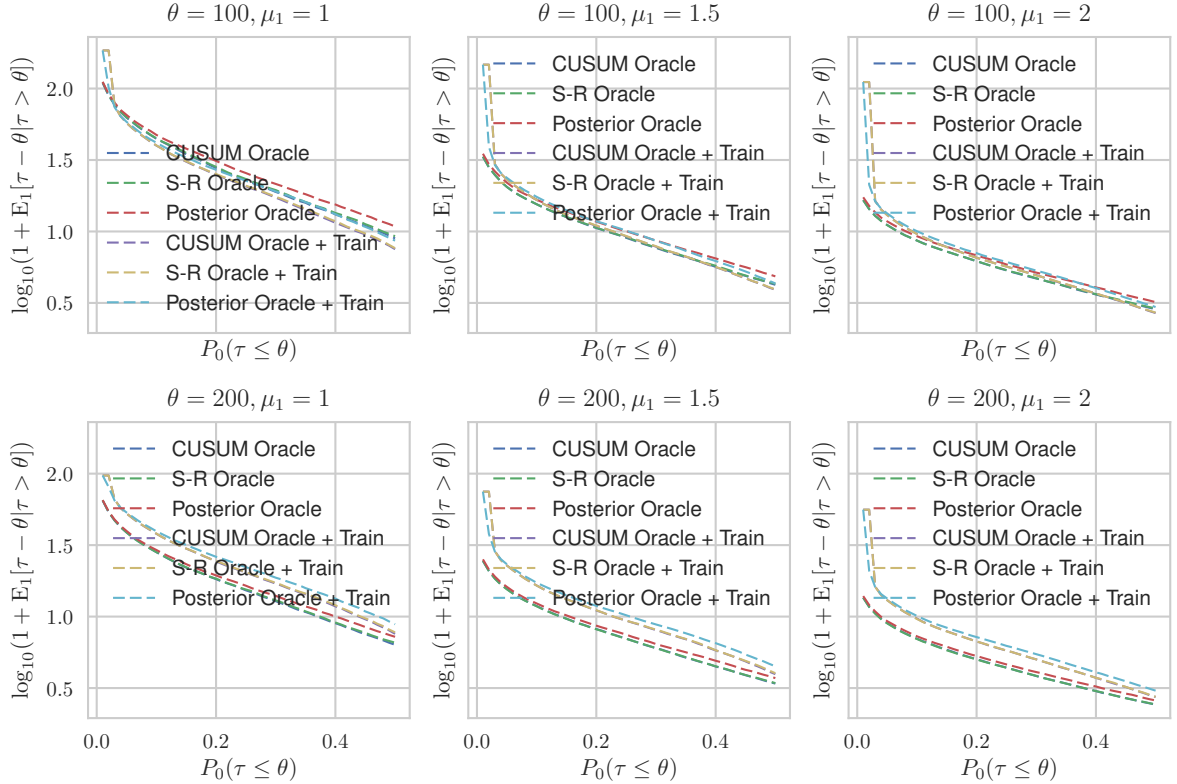 θ = 100, μ₁ = 1
log₁₀(1 + E₁[τ − θ|τ > θ])
2.0
1.5
1.0
0.5
CUSUM Oracle
S-R Oracle
Posterior Oracle
CUSUM Oracle + Train
S-R Oracle + Train
Posterior Oracle + Train
P₀(τ ≤ θ)
θ = 100, μ₁ = 1.5
log₁₀(1 + E₁[τ − θ|τ > θ])
CUSUM Oracle
S-R Oracle
Posterior Oracle
CUSUM Oracle + Train
S-R Oracle + Train
Posterior Oracle + Train
P₀(τ ≤ θ)
θ = 100, μ₁ = 2
log₁₀(1 + E₁[τ − θ|τ > θ])
CUSUM Oracle
S-R Oracle
Posterior Oracle
CUSUM Oracle + Train
S-R Oracle + Train
Posterior Oracle + Train
P₀(τ ≤ θ)
θ = 200, μ₁ = 1
log₁₀(1 + E₁[τ − θ|τ > θ])
2.0
1.5
1.0
0.5
CUSUM Oracle
S-R Oracle
Posterior Oracle
CUSUM Oracle + Train
S-R Oracle + Train
Posterior Oracle + Train
0.0 0.2 0.4
P₀(τ ≤ θ)
θ = 200, μ₁ = 1.5
log₁₀(1 + E₁[τ − θ|τ > θ])
CUSUM Oracle
S-R Oracle
Posterior Oracle
CUSUM Oracle + Train
S-R Oracle + Train
Posterior Oracle + Train
0.0 0.2 0.4
P₀(τ ≤ θ)
θ = 200, μ₁ = 2
log₁₀(1 + E₁[τ − θ|τ > θ])
CUSUM Oracle
S-R Oracle
Posterior Oracle
CUSUM Oracle + Train
S-R Oracle + Train
Posterior Oracle + Train
0.0 0.2 0.4
P₀(τ ≤ θ)